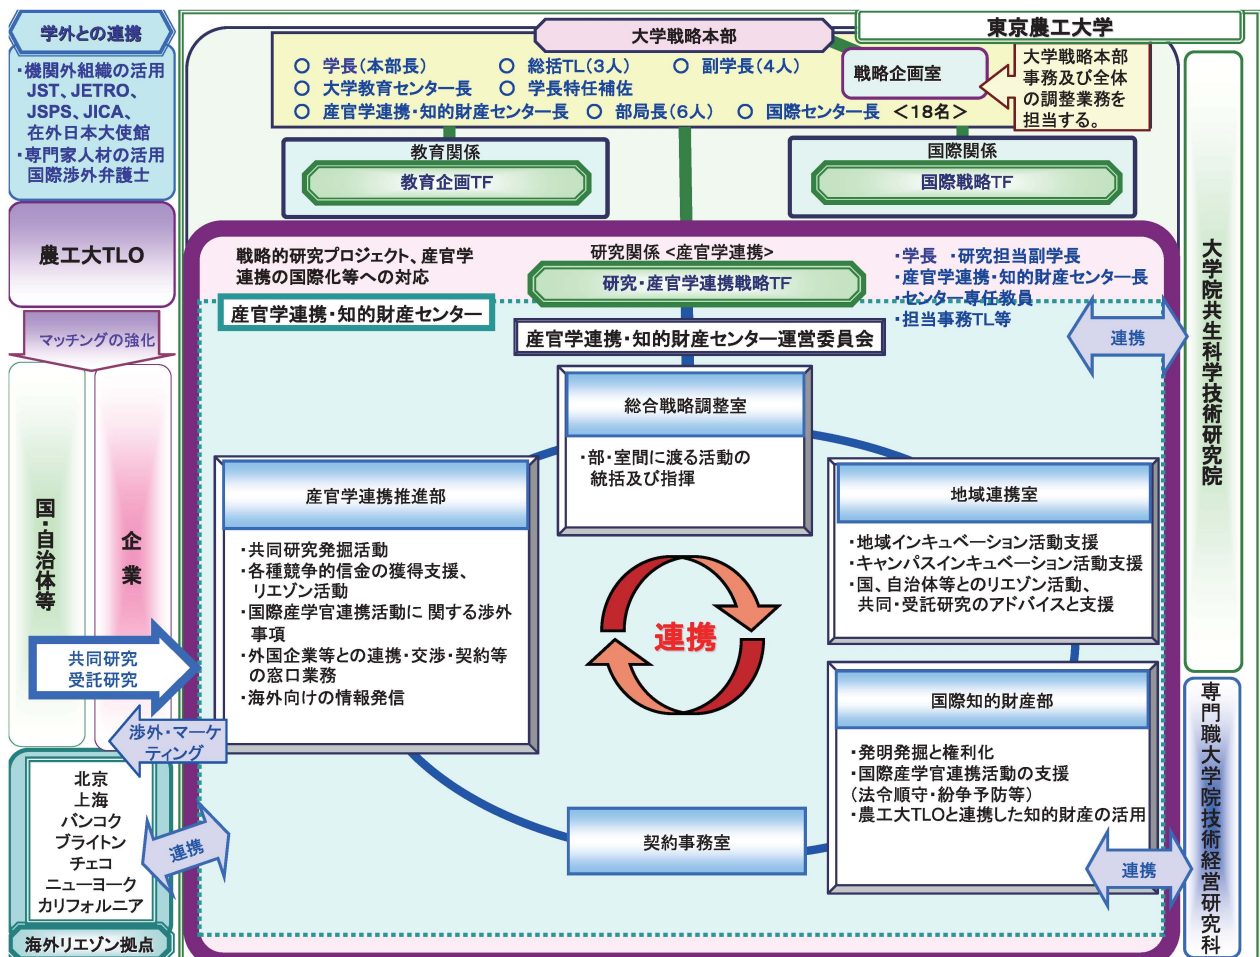 学外との連携
・機関外組織の活用
JST、JETRO、
JSPS、JICA、
在外日本大使館
・専門家人材の活用
国際渉外弁護士
農工大TLO
マッチングの強化
国・自治体等
企業
共同研究
受託研究
渉外・マーケ
ティング
北京
上海
バンコク
ブライトン
チェコ
ニューヨーク
カリフォルニア
海外リエゾン拠点
連携
東京農工大学
大学戦略本部
○ 学長(本部長) ○ 総括TL(3人) ○ 副学長(4人)
○ 大学教育センター長 ○ 学長特任補佐
○ 産官学連携・知的財産センター長 ○ 部局長(6人) ○ 国際センター長 <18名>
戦略企画室
大学戦略本部
事務及び全体
の調整業務を
担当する。
教育関係
教育企画TF
国際関係
国際戦略TF
戦略的研究プロジェクト、産官学
連携の国際化等への対応
研究関係 <産官学連携>
研究・産官学連携戦略TF
・学長 ・研究担当副学長
・産官学連携・知的財産センター長
・センター専任教員
・担当事務TL等
産官学連携・知的財産センター
産官学連携・知的財産センター運営委員会
連携
総合戦略調整室
・部・室間に渡る活動の
統括及び指揮
産官学連携推進部
・共同研究発掘活動
・各種競争的信金の獲得支援、
リエゾン活動
・国際産学官連携活動に 関する渉外
事項
・外国企業等との連携・交渉・契約等
の窓口業務
・海外向けの情報発信
連携
地域連携室
・地域インキュベーション活動支援
・キャンパスインキュベーション活動支援
・国、自治体等とのリエゾン活動、
共同・受託研究のアドバイスと支援
国際知的財産部
・発明発掘と権利化
・国際産学官連携活動の支援
(法令順守・紛争予防等)
・農工大TLOと連携した知的財産の活用
契約事務室
連携
大学院共生科学技術研究院
専門職大学院技術経営研究科